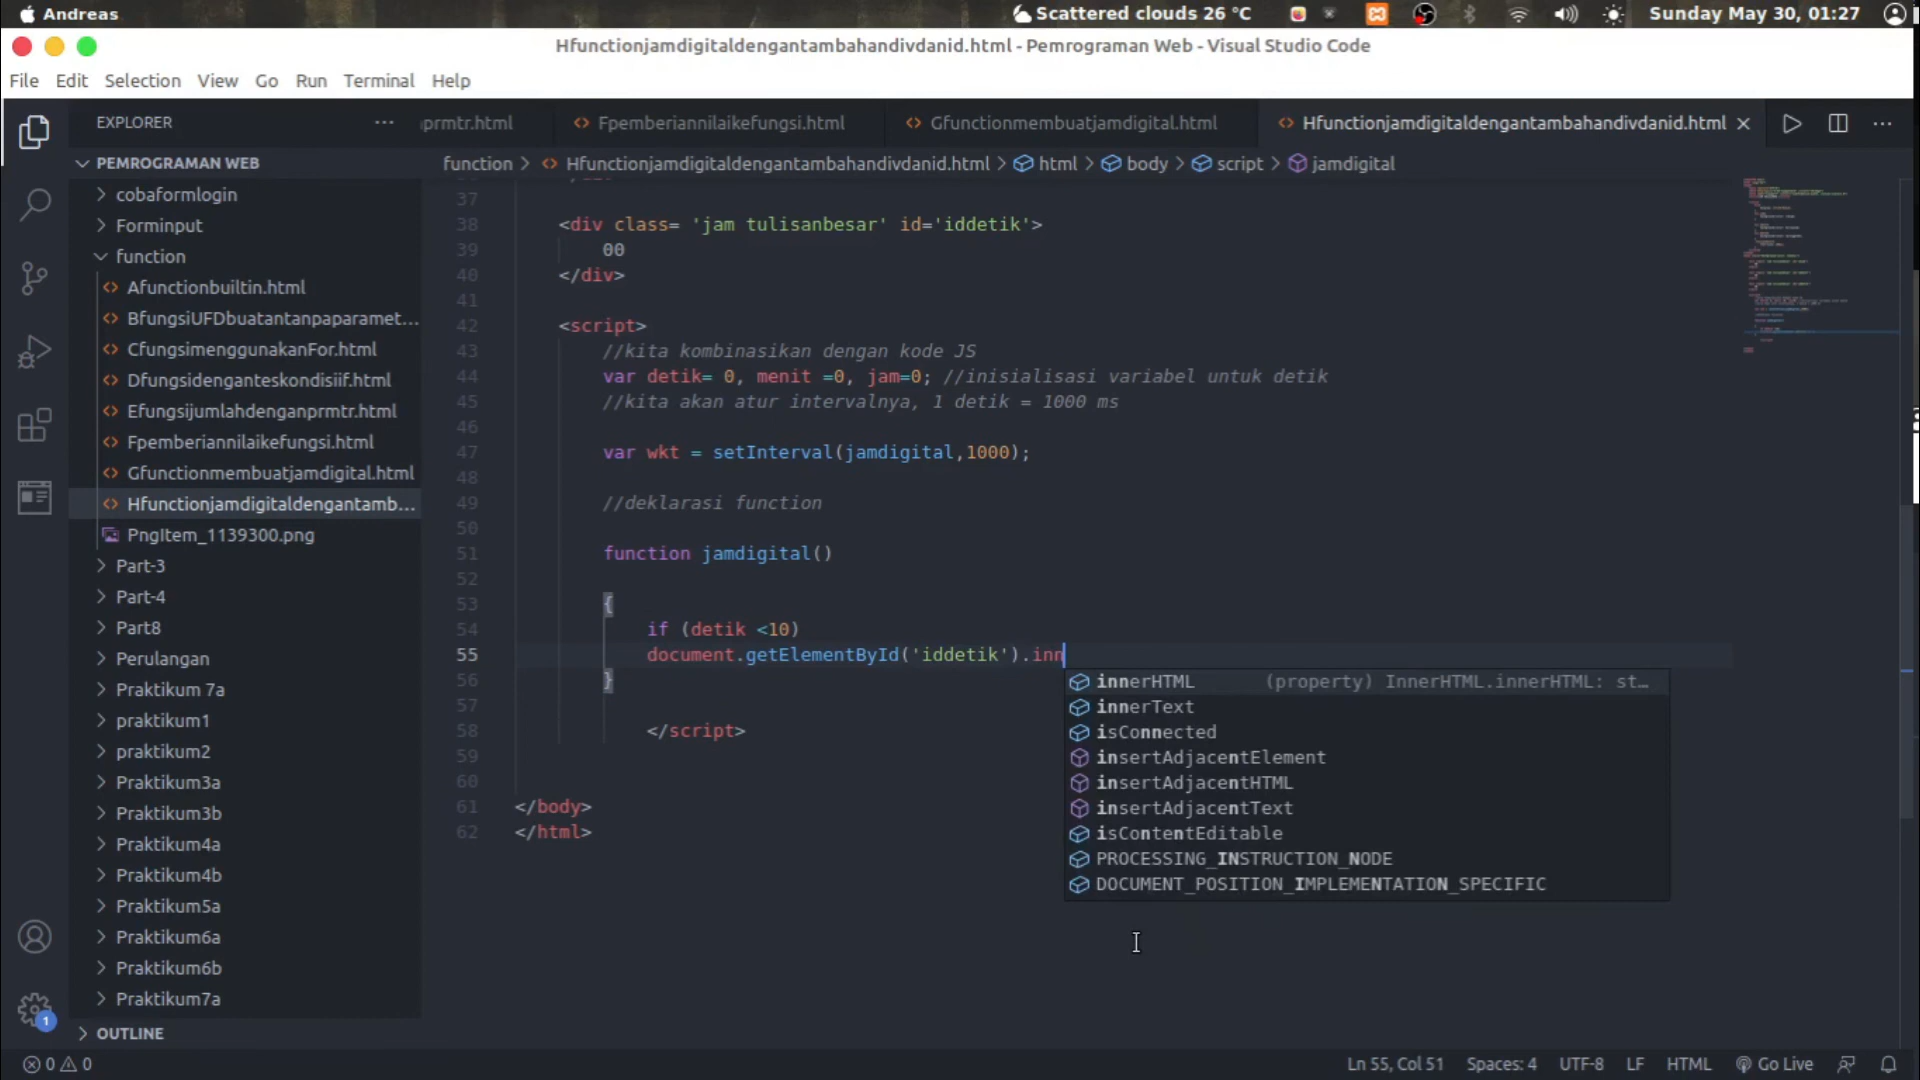 Andreas
Scattered clouds 26 °C
Sunday May 30, 01:27
Hfunctionjamdigitaldengantambahandivdanid.html - Pemrograman Web - Visual Studio Code
File Edit Selection View Go Run Terminal Help
EXPLORER
prmtr.html
Fpemberiannilaikefungsi.html
Gfunctionmembuatjamdigital.html
Hfunctionjamdigitaldengantambahandivdanid.html
PEMROGRAMAN WEB
function > Hfunctionjamdigitaldengantambahandivdanid.html > html > body > script > jamdigital
cobaformlogin
Forminput
function
Afunctionbuiltin.html
BfungsiUFDbuatantanpaparamet...
CfungsimenggunakanFor.html
Dfungsidenganteskondisiif.html
Efungsijumlahdenganprmtr.html
Fpemberiannilaikefungsi.html
Gfunctionmembuatjamdigital.html
Hfunctionjamdigitaldengantamb...
PngItem_1139300.png
Part-3
Part-4
Part8
Perulangan
Praktikum 7a
praktikum1
praktikum2
Praktikum3a
Praktikum3b
Praktikum4a
Praktikum4b
Praktikum5a
Praktikum6a
Praktikum6b
Praktikum7a
OUTLINE
37
38 <div class= 'jam tulisanbesar' id='iddetik'>
39 00
40 </div>
41
42 <script>
43 //kita kombinasikan dengan kode JS
44 var detik= 0, menit =0, jam=0; //inisialisasi variabel untuk detik
45 //kita akan atur intervalnya, 1 detik = 1000 ms
46
47 var wkt = setInterval(jamdigital,1000);
48
49 //deklarasi function
50
51 function jamdigital()
52
53 {
54 if (detik <10)
55 document.getElementById('iddetik').inn
56 }
57
58 </script>
59
60
61 </body>
62 </html>
innerHTML (property) InnerHTML.innerHTML: st...
innerText
isConnected
insertAdjacentElement
insertAdjacentHTML
insertAdjacentText
isContentEditable
PROCESSING_INSTRUCTION_NODE
DOCUMENT_POSITION_IMPLEMENTATION_SPECIFIC
1
0 0
Ln 55, Col 51 Spaces: 4 UTF-8 LF HTML Go Live